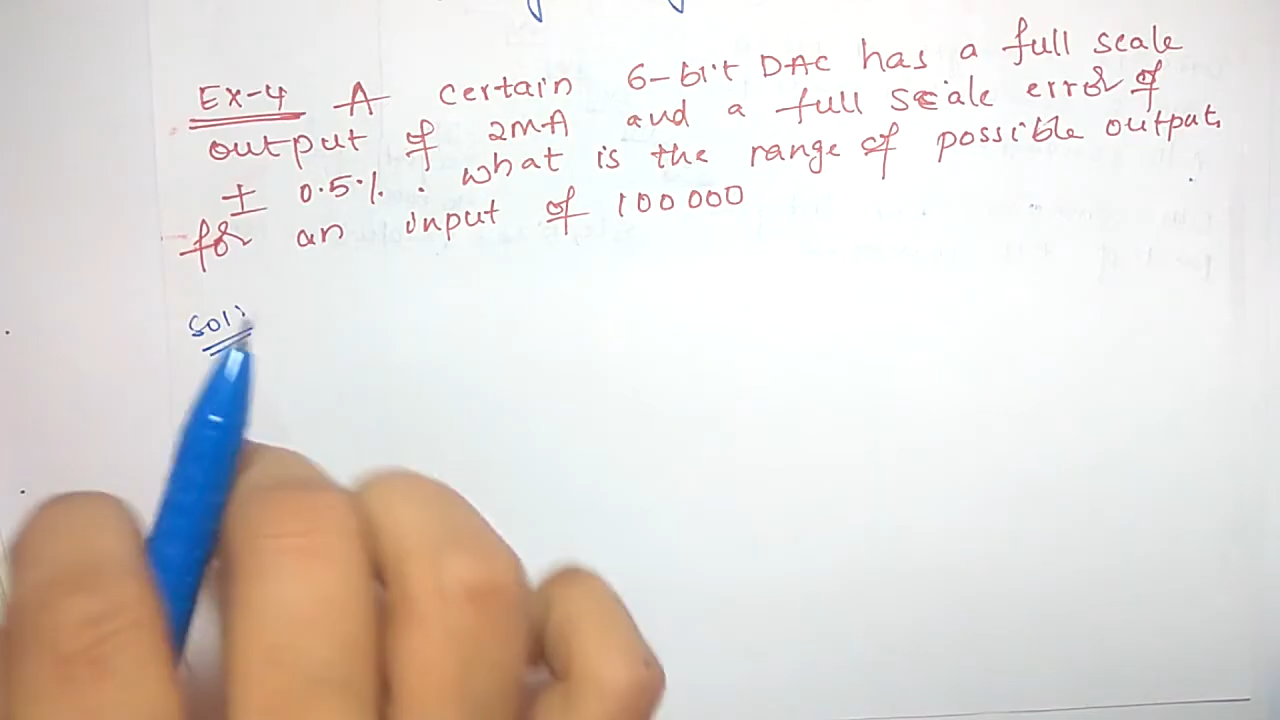 Ex-4 A certain 6-bit DAC has a full scale
output of 2mA and a full scale error of
± 0.5%. what is the range of possible output.
for an input of 100000
Sol: